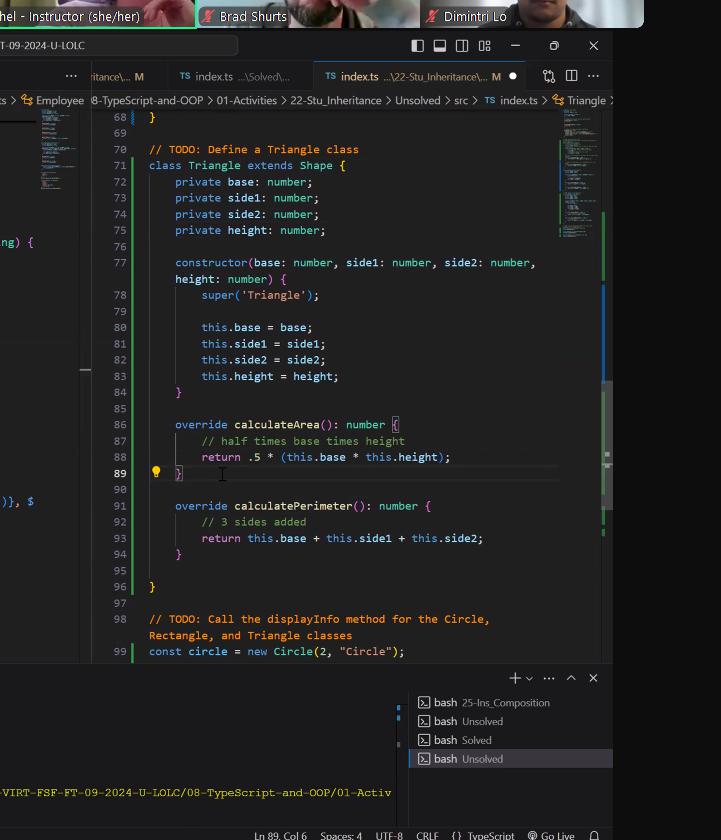 hel - Instructor (she/her)
Brad Shurts
Dimintri Lo
T-09-2024-U-LOLC
ritance\... M
TS index.ts ...\Solved\...
TS index.ts ...\22-Stu_Inheritance\... M
ts > Employee
08-TypeScript-and-OOP > 01-Activities > 22-Stu_Inheritance > Unsolved > src > TS index.ts > Triangle >
ng) {
)}, $
68 }
69
70 // TODO: Define a Triangle class
71 class Triangle extends Shape {
72 private base: number;
73 private side1: number;
74 private side2: number;
75 private height: number;
76
77 constructor(base: number, side1: number, side2: number,
height: number) {
78 super('Triangle');
79
80 this.base = base;
81 this.side1 = side1;
82 this.side2 = side2;
83 this.height = height;
84 }
85
86 override calculateArea(): number {
87 // half times base times height
88 return .5 * (this.base * this.height);
89 }
90
91 override calculatePerimeter(): number {
92 // 3 sides added
93 return this.base + this.side1 + this.side2;
94 }
95
96 }
97
98 // TODO: Call the displayInfo method for the Circle,
Rectangle, and Triangle classes
99 const circle = new Circle(2, "Circle");
bash 25-Ins_Composition
bash Unsolved
bash Solved
bash Unsolved
-VIRT-FSF-FT-09-2024-U-LOLC/08-TypeScript-and-OOP/01-Activ
Ln 89, Col 6 Spaces: 4 UTF-8 CRLF {} TypeScript Go Live